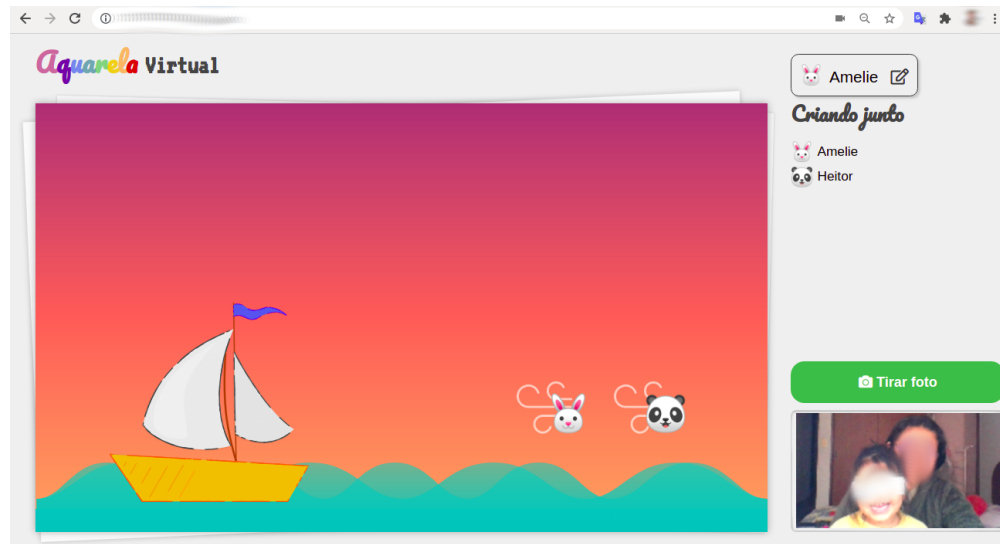 Aquarela Virtual
Amelie
Criando junto
Amelie
Heitor
Tirar foto